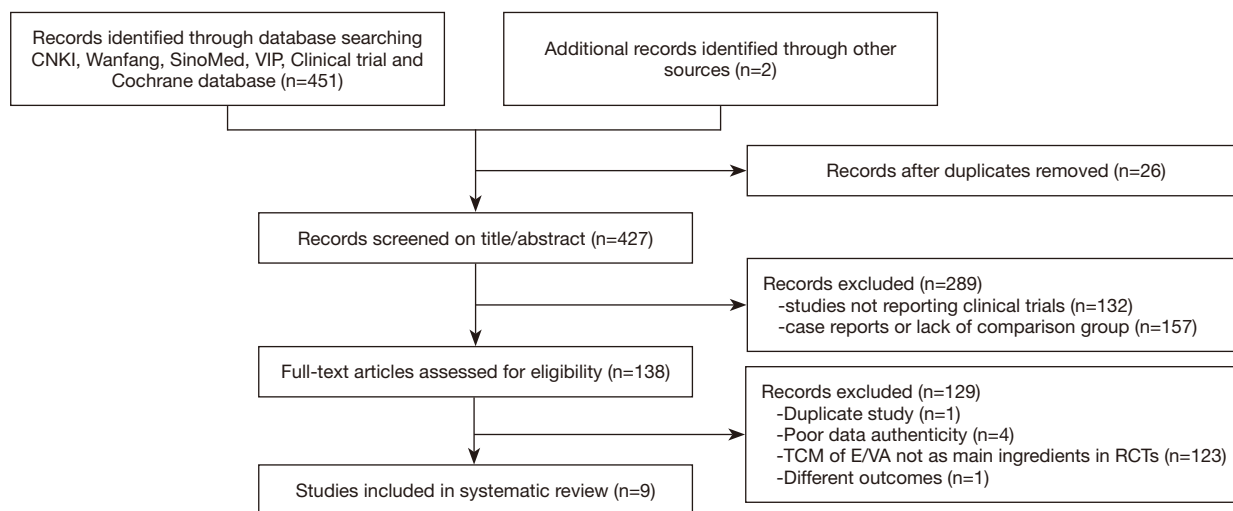 Records identified through database searching
CNKI, Wanfang, SinoMed, VIP, Clinical trial and
Cochrane database (n=451)
Additional records identified through other
sources (n=2)
Records after duplicates removed (n=26)
Records screened on title/abstract (n=427)
Records excluded (n=289)
-studies not reporting clinical trials (n=132)
-case reports or lack of comparison group (n=157)
Full-text articles assessed for eligibility (n=138)
Records excluded (n=129)
-Duplicate study (n=1)
-Poor data authenticity (n=4)
-TCM of E/VA not as main ingredients in RCTs (n=123)
-Different outcomes (n=1)
Studies included in systematic review (n=9)